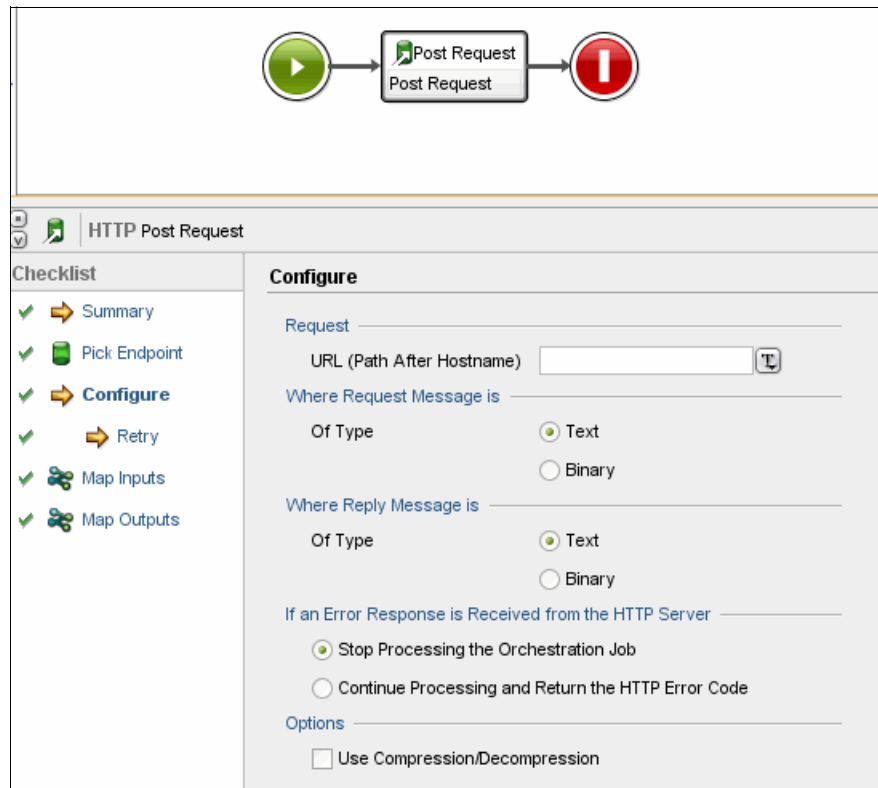 Post Request
Post Request
HTTP Post Request
Checklist
Summary
Pick Endpoint
Configure
Retry
Map Inputs
Map Outputs
Configure
Request
URL (Path After Hostname)
T
Where Request Message is
Of Type
Text
Binary
Where Reply Message is
Of Type
Text
Binary
If an Error Response is Received from the HTTP Server
Stop Processing the Orchestration Job
Continue Processing and Return the HTTP Error Code
Options
Use Compression/Decompression